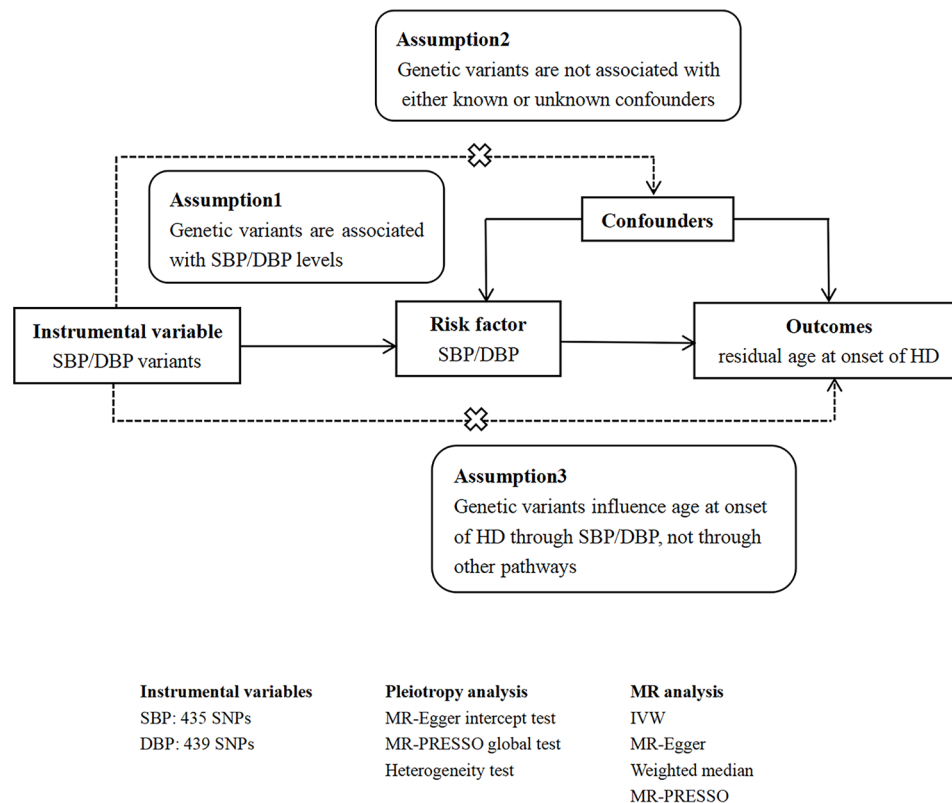 Assumption2
Genetic variants are not associated with
either known or unknown confounders
Assumption1
Genetic variants are associated
with SBP/DBP levels
Confounders
Instrumental variable
SBP/DBP variants
Risk factor
SBP/DBP
Outcomes
residual age at onset of HD
Assumption3
Genetic variants influence age at onset
of HD through SBP/DBP, not through
other pathways
Instrumental variables
SBP: 435 SNPs
DBP: 439 SNPs
Pleiotropy analysis
MR-Egger intercept test
MR-PRESSO global test
Heterogeneity test
MR analysis
IVW
MR-Egger
Weighted median
MR-PRESSO